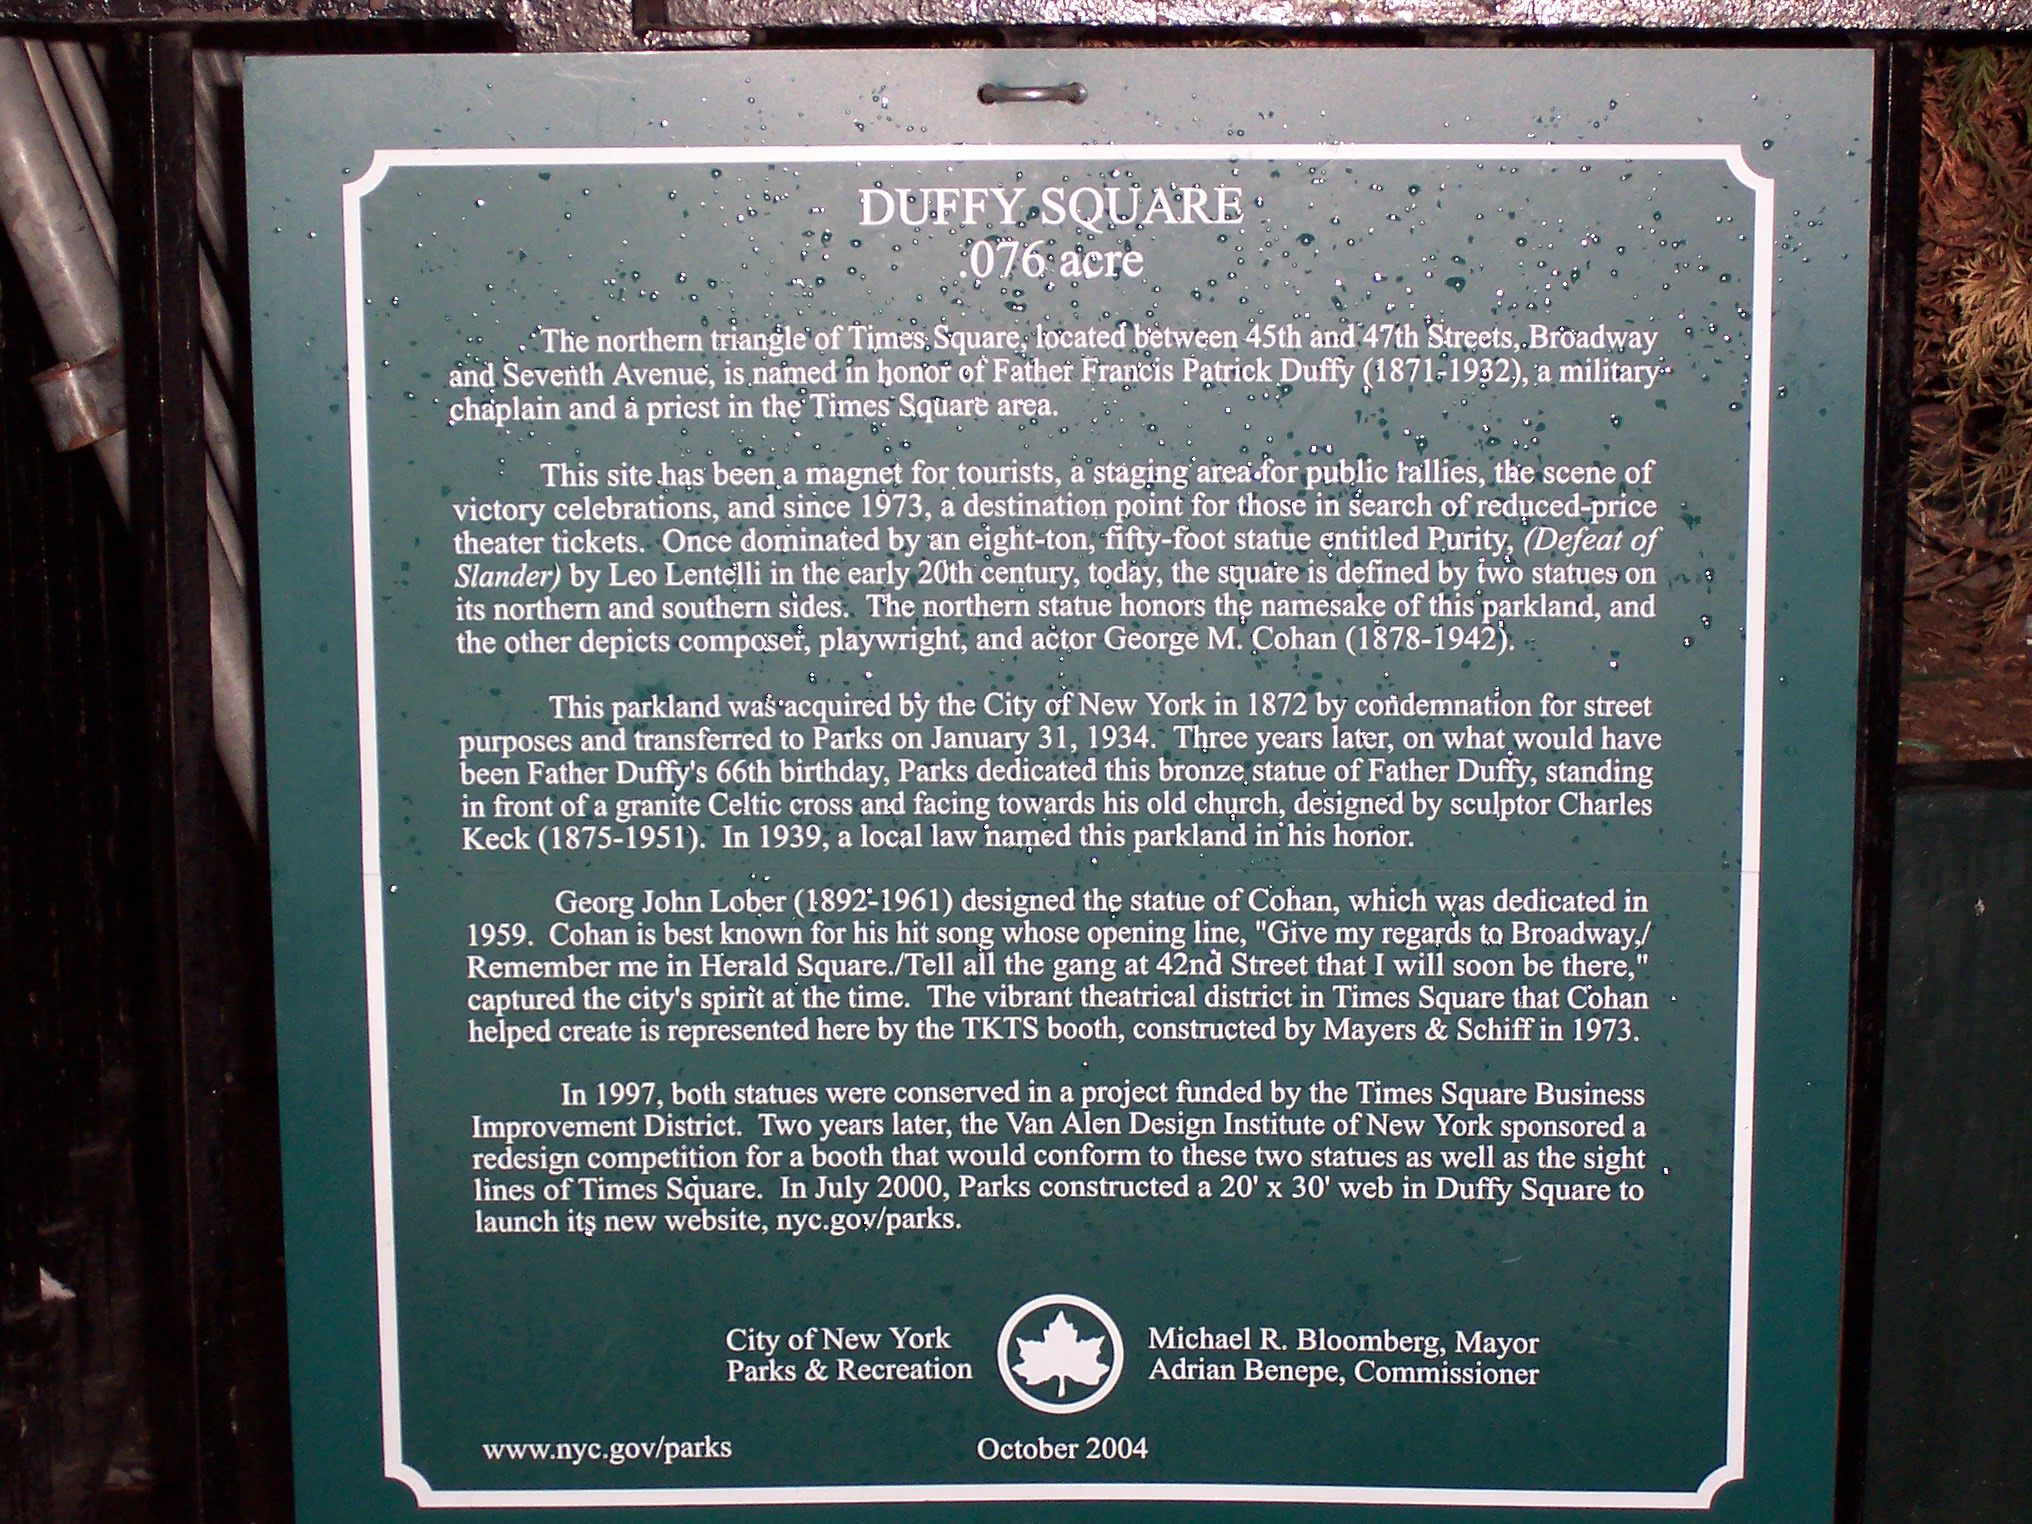 DUFFY SQUARE
.076 acre
The northern triangle of Times Square, located between 45th and 47th Streets, Broadway
and Seventh Avenue, is named in honor of Father Francis Patrick Duffy (1871-1932), a military
chaplain and a priest in the Times Square area.
This site has been a magnet for tourists, a staging area for public rallies, the scene of
victory celebrations, and since 1973, a destination point for those in search of reduced-price
theater tickets. Once dominated by an eight-ton, fifty-foot statue entitled Purity, (Defeat of
Slander) by Leo Lentelli in the early 20th century, today, the square is defined by two statues on
its northern and southern sides. The northern statue honors the namesake of this parkland, and
the other depicts composer, playwright, and actor George M. Cohan (1878-1942).
This parkland was acquired by the City of New York in 1872 by condemnation for street
purposes and transferred to Parks on January 31, 1934. Three years later, on what would have
been Father Duffy's 66th birthday, Parks dedicated this bronze statue of Father Duffy, standing
in front of a granite Celtic cross and facing towards his old church, designed by sculptor Charles
Keck (1875-1951). In 1939, a local law named this parkland in his honor.
Georg John Lober (1892-1961) designed the statue of Cohan, which was dedicated in
1959. Cohan is best known for his hit song whose opening line, "Give my regards to Broadway,/
Remember me in Herald Square./Tell all the gang at 42nd Street that I will soon be there,"
captured the city's spirit at the time. The vibrant theatrical district in Times Square that Cohan
helped create is represented here by the TKTS booth, constructed by Mayers & Schiff in 1973.
In 1997, both statues were conserved in a project funded by the Times Square Business
Improvement District. Two years later, the Van Alen Design Institute of New York sponsored a
redesign competition for a booth that would conform to these two statues as well as the sight
lines of Times Square. In July 2000, Parks constructed a 20' x 30' web in Duffy Square to
launch its new website, nyc.gov/parks.
City of New York
Parks & Recreation
Michael R. Bloomberg, Mayor
Adrian Benepe, Commissioner
www.nyc.gov/parks
October 2004